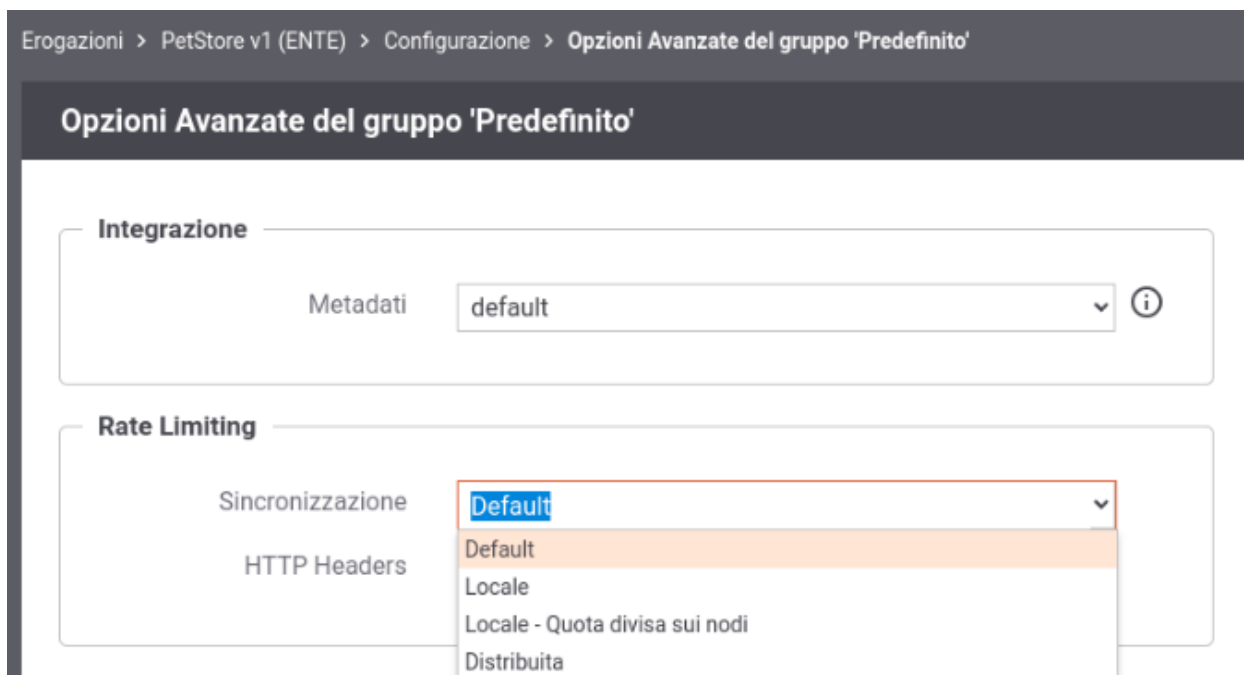 Erogazioni > PetStore v1 (ENTE) > Configurazione > Opzioni Avanzate del gruppo 'Predefinito'
Opzioni Avanzate del gruppo 'Predefinito'
Integrazione
Metadati default
Rate Limiting
Sincronizzazione Default
Default
HTTP Headers
Locale
Locale - Quota divisa sui nodi
Distribuita